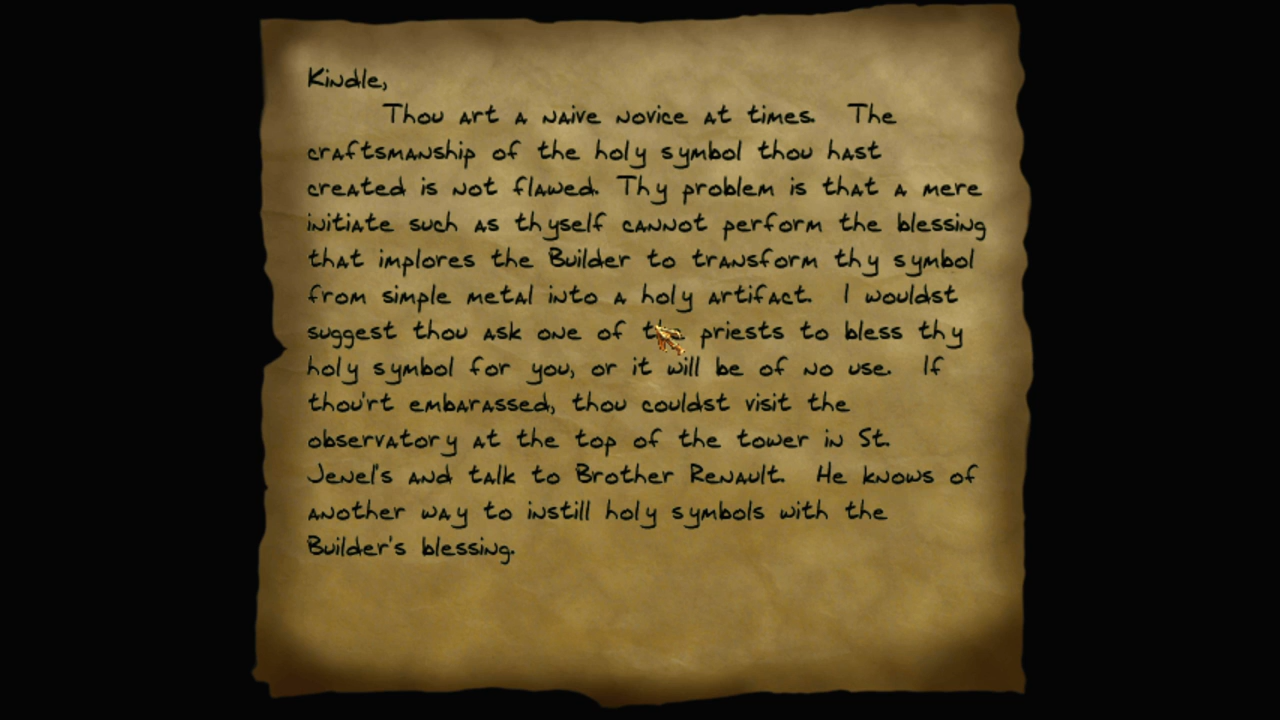 Kindle,
Thou art a naive novice at times. The
craftsmanship of the holy symbol thou hast
created is not flawed. Thy problem is that a mere
initiate such as thyself cannot perform the blessing
that implores the Builder to transform thy symbol
from simple metal into a holy artifact. I wouldst
suggest thou ask one of the priests to bless thy
holy symbol for you, or it will be of no use. If
thou'rt embarassed, thou couldst visit the
observatory at the top of the tower in St.
Jenel's and talk to Brother Renault. He knows of
another way to instill holy symbols with the
Builder's blessing.